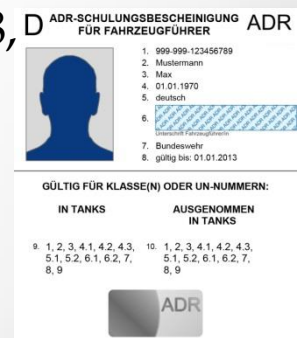 3,
D ADR-SCHULUNGSBESCHEINIGUNG ADR
FÜR FAHRZEUGFÜHRER
1. 999-999-123456789
2. Mustermann
3. Max
4. 01.01.1970
5. deutsch
6.
Unterschrift Fahrzeugführer/in
7. Bundeswehr
8. gültig bis: 01.01.2013
GÜLTIG FÜR KLASSE(N) ODER UN-NUMMERN:
IN TANKS
9. 1, 2, 3, 4.1, 4.2, 4.3,
5.1, 5.2, 6.1, 6.2, 7,
8, 9
AUSGENOMMEN
IN TANKS
10. 1, 2, 3, 4.1, 4.2, 4.3,
5.1, 5.2, 6.1, 6.2, 7,
8, 9
ADR